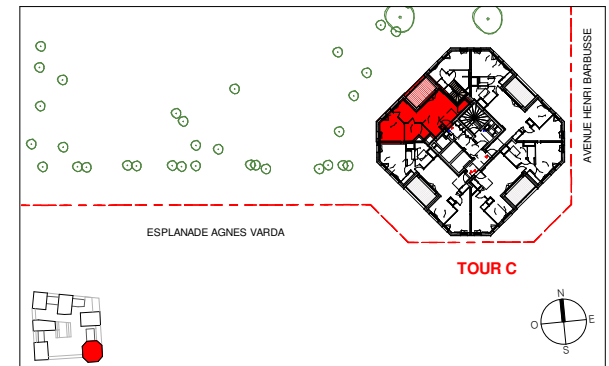 AVENUE HENRI BARBUSSE
ESPLANADE AGNES VARDA
TOUR C
N
O E
S